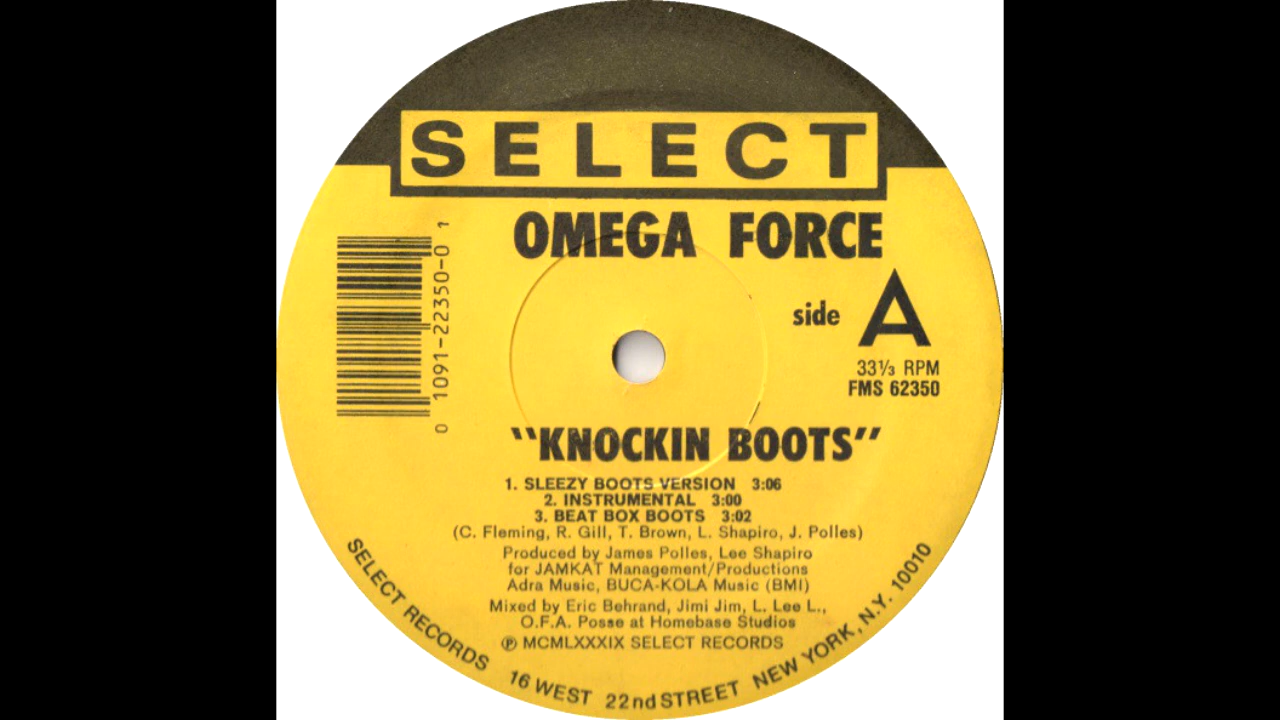 SELECT
OMEGA FORCE
side A
33⅓ RPM
FMS 62350
0 1091-22350-0 1
"KNOCKIN BOOTS"
1. SLEEZY BOOTS VERSION 3:06
2. INSTRUMENTAL 3:00
3. BEAT BOX BOOTS 3:02
(C. Fleming, R. Gill, T. Brown, L. Shapiro, J. Polles)
Produced by James Polles, Lee Shapiro
for JAMKAT Management/Productions
Adra Music, BUCA-KOLA Music (BMI)
Mixed by Eric Behrand, Jimi Jim, L. Lee L.,
O.F.A. Posse at Homebase Studios
℗ MCMLXXXIX SELECT RECORDS
SELECT RECORDS 16 WEST 22nd STREET NEW YORK, N.Y. 10010